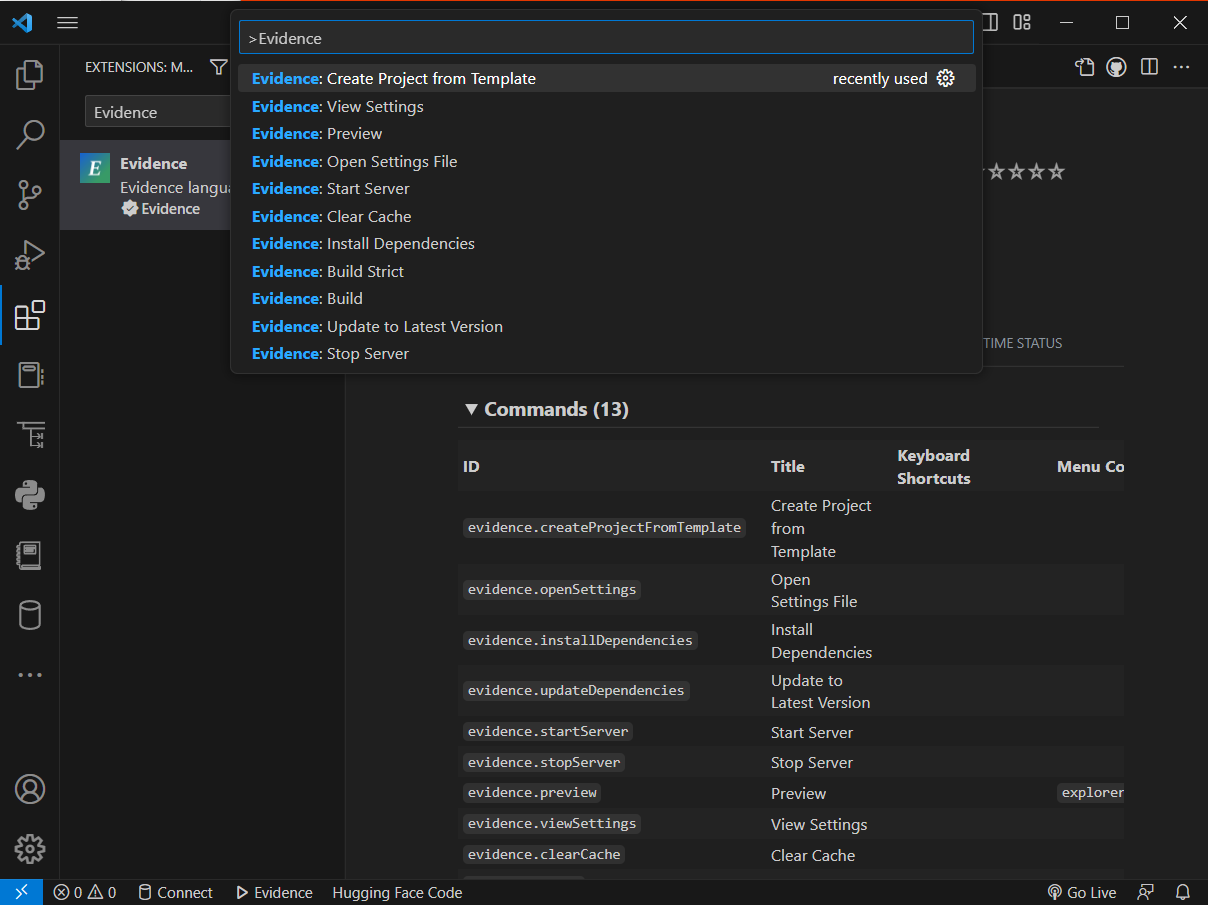 >Evidence
EXTENSIONS: M...
Evidence: Create Project from Template recently used
Evidence: View Settings
Evidence: Preview
Evidence: Open Settings File
Evidence: Start Server
Evidence: Clear Cache
Evidence: Install Dependencies
Evidence: Build Strict
Evidence: Build
Evidence: Update to Latest Version
Evidence: Stop Server
Evidence
E
Evidence
Evidence langua
Evidence
TIME STATUS
Commands (13)
ID Title Keyboard Shortcuts Menu Co
evidence.createProjectFromTemplate
Create Project
from
Template
evidence.openSettings
Open
Settings File
evidence.installDependencies
Install
Dependencies
evidence.updateDependencies
Update to
Latest Version
evidence.startServer Start Server
evidence.stopServer Stop Server
evidence.preview Preview explorer
evidence.viewSettings View Settings
evidence.clearCache Clear Cache
0 0 Connect Evidence Hugging Face Code Go Live